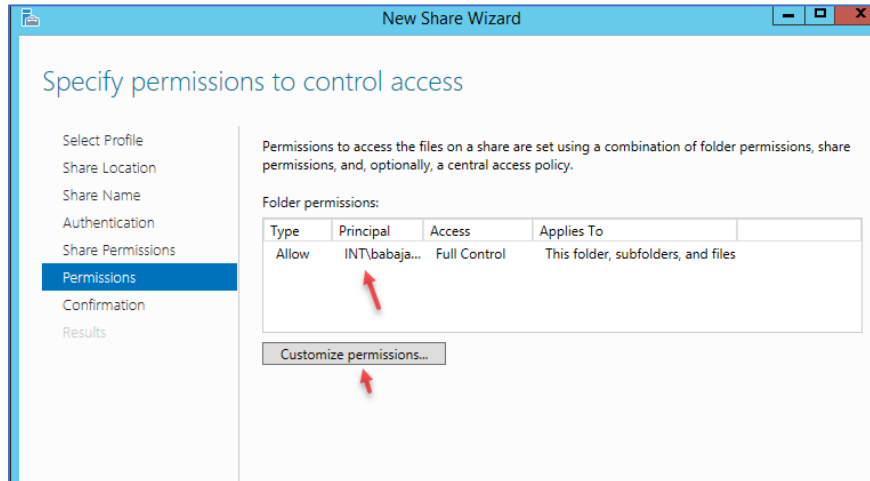 New Share Wizard
Specify permissions to control access
Select Profile
Share Location
Share Name
Authentication
Share Permissions
Permissions
Confirmation
Results
Permissions to access the files on a share are set using a combination of folder permissions, share
permissions, and, optionally, a central access policy.
Folder permissions:
Type Principal Access Applies To
Allow INT\babaja... Full Control This folder, subfolders, and files
Customize permissions...